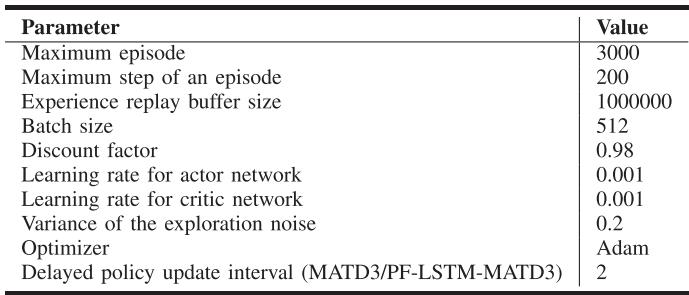 Parameter Value
Maximum episode 3000
Maximum step of an episode 200
Experience replay buffer size 1000000
Batch size 512
Discount factor 0.98
Learning rate for actor network 0.001
Learning rate for critic network 0.001
Variance of the exploration noise 0.2
Optimizer Adam
Delayed policy update interval (MATD3/PF-LSTM-MATD3) 2